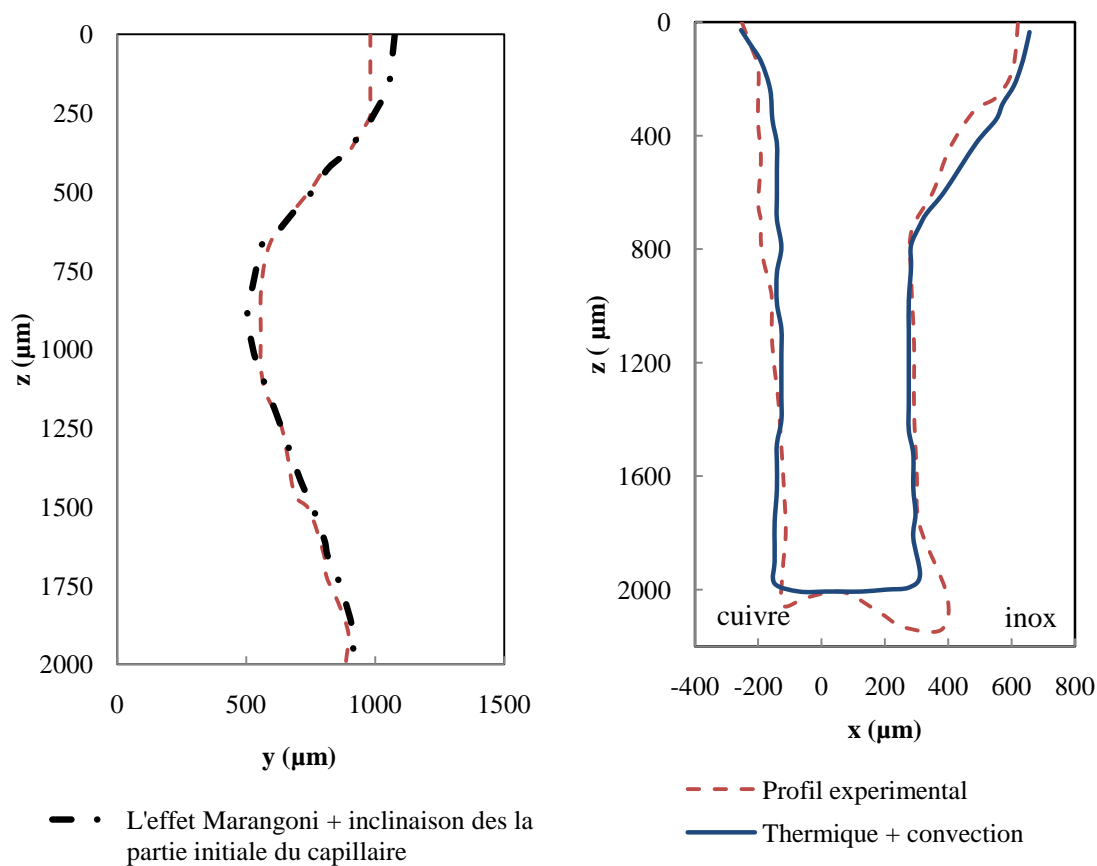 0
250
500
750
1000
1250
1500
1750
2000
z (µm)
0 500 1000 1500
y (µm)
L'effet Marangoni + inclinaison des la
partie initiale du capillaire
0
400
800
1200
1600
2000
z ( µm)
cuivre inox
-400 -200 0 200 400 600 800
x (µm)
Profil experimental
Thermique + convection